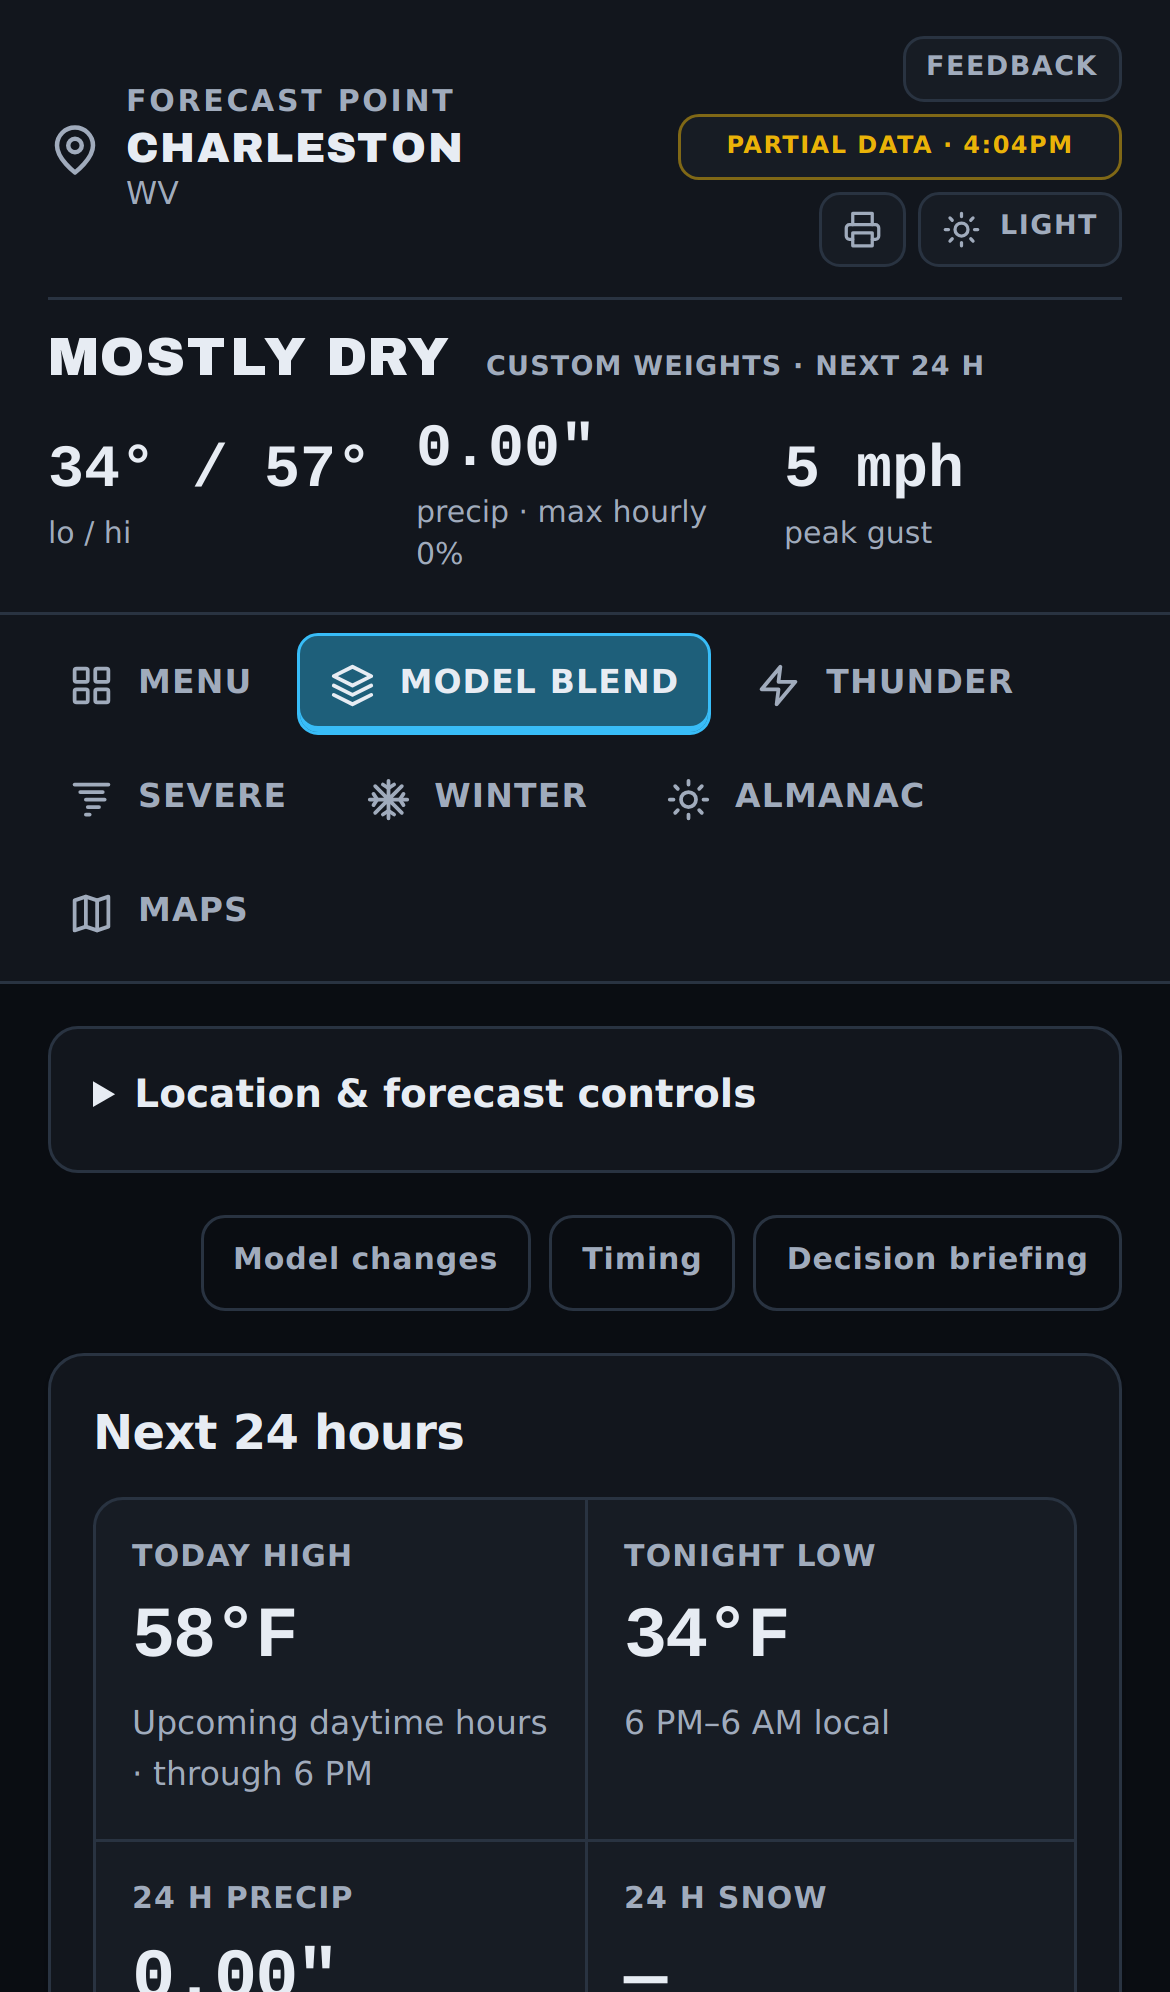 FORECAST POINT
CHARLESTON
WV
FEEDBACK
PARTIAL DATA · 4:04PM
LIGHT
MOSTLY DRY CUSTOM WEIGHTS · NEXT 24 H
34° / 57°
lo / hi
0.00"
precip · max hourly
0%
5 mph
peak gust
MENU
MODEL BLEND
THUNDER
SEVERE
WINTER
ALMANAC
MAPS
Location & forecast controls
Model changes
Timing
Decision briefing
Next 24 hours
TODAY HIGH
58°F
Upcoming daytime hours
· through 6 PM
TONIGHT LOW
34°F
6 PM–6 AM local
24 H PRECIP
0.00"
24 H SNOW
—